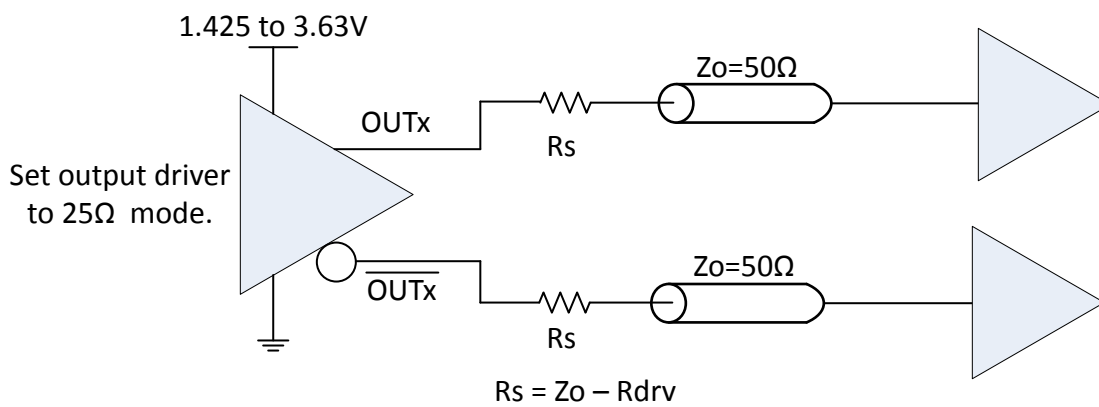 1.425 to 3.63V
Zo=50Ω
OUTx
Rs
Set output driver
to 25Ω mode.
Zo=50Ω
OUTx
Rs
Rs = Zo – Rdrv